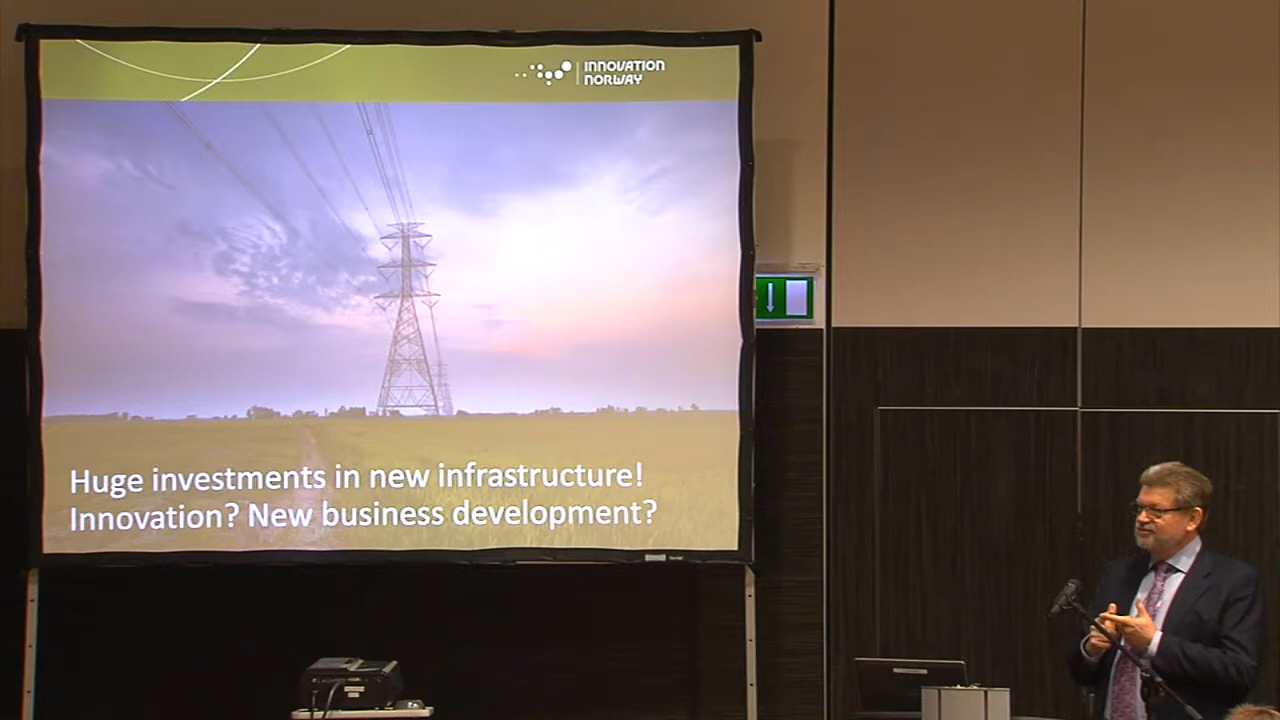 INNOVATION
NORWAY
Huge investments in new infrastructure!
Innovation? New business development?